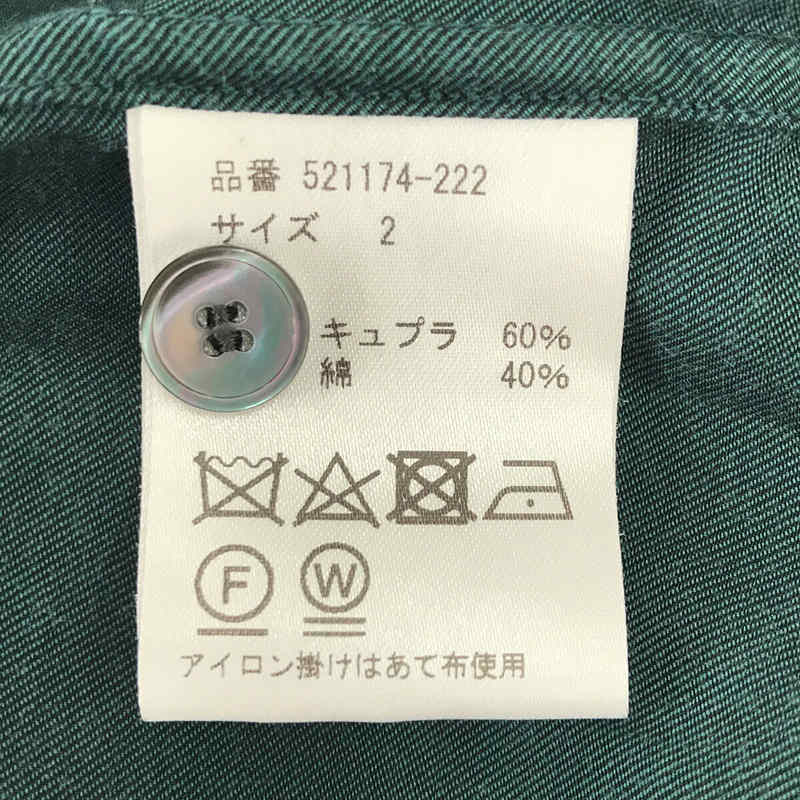 品番 521174-222
サイズ 2
キュプラ 60%
綿 40%
F W
アイロン掛けはあて布使用